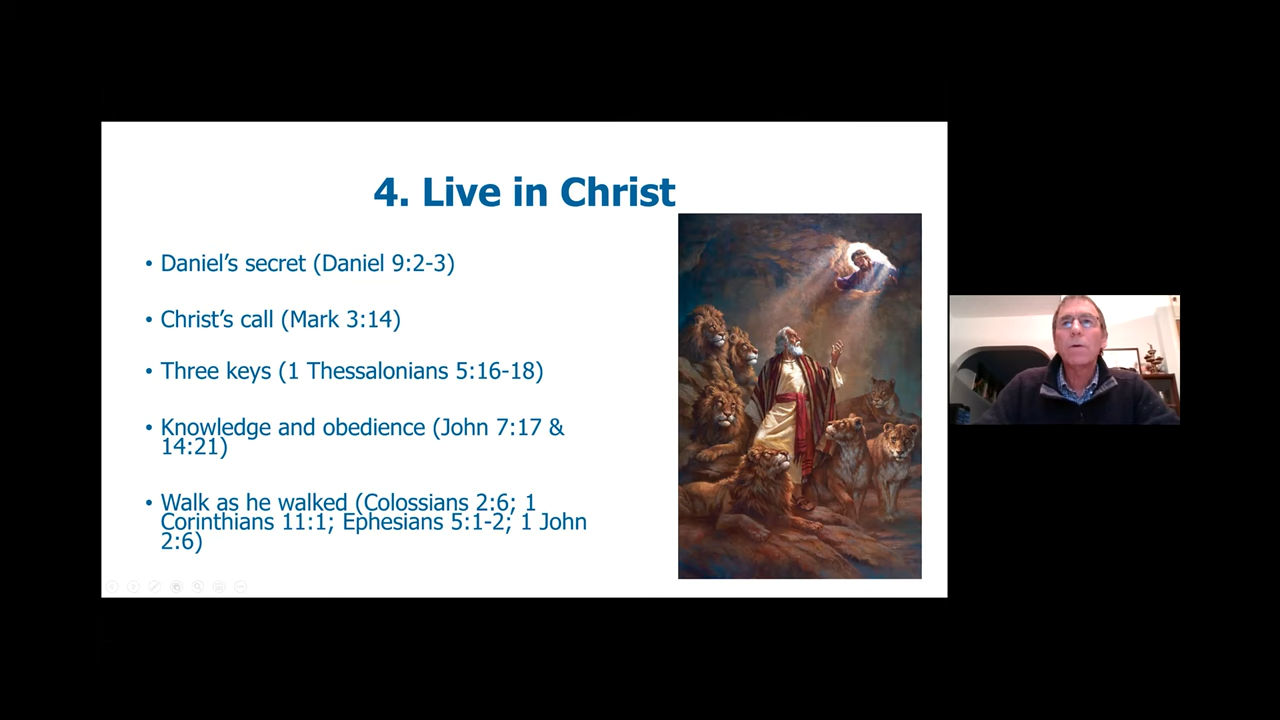 4. Live in Christ
• Daniel’s secret (Daniel 9:2-3)
• Christ’s call (Mark 3:14)
• Three keys (1 Thessalonians 5:16-18)
• Knowledge and obedience (John 7:17 &
14:21)
• Walk as he walked (Colossians 2:6; 1
Corinthians 11:1; Ephesians 5:1-2; 1 John
2:6)